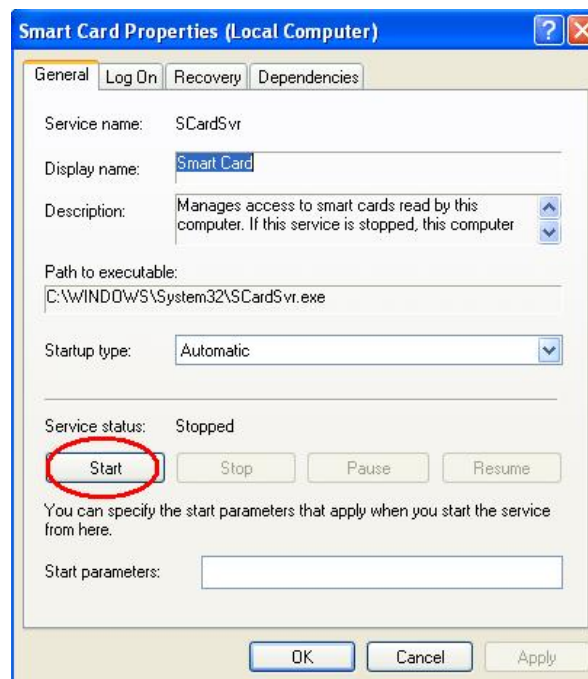 Smart Card Properties (Local Computer)
General Log On Recovery Dependencies
Service name: SCardSvr
Display name: Smart Card
Description: Manages access to smart cards read by this
computer. If this service is stopped, this computer
Path to executable:
C:\WINDOWS\System32\SCardSvr.exe
Startup type: Automatic
Service status: Stopped
Start Stop Pause Resume
You can specify the start parameters that apply when you start the service
from here.
Start parameters:
OK Cancel Apply